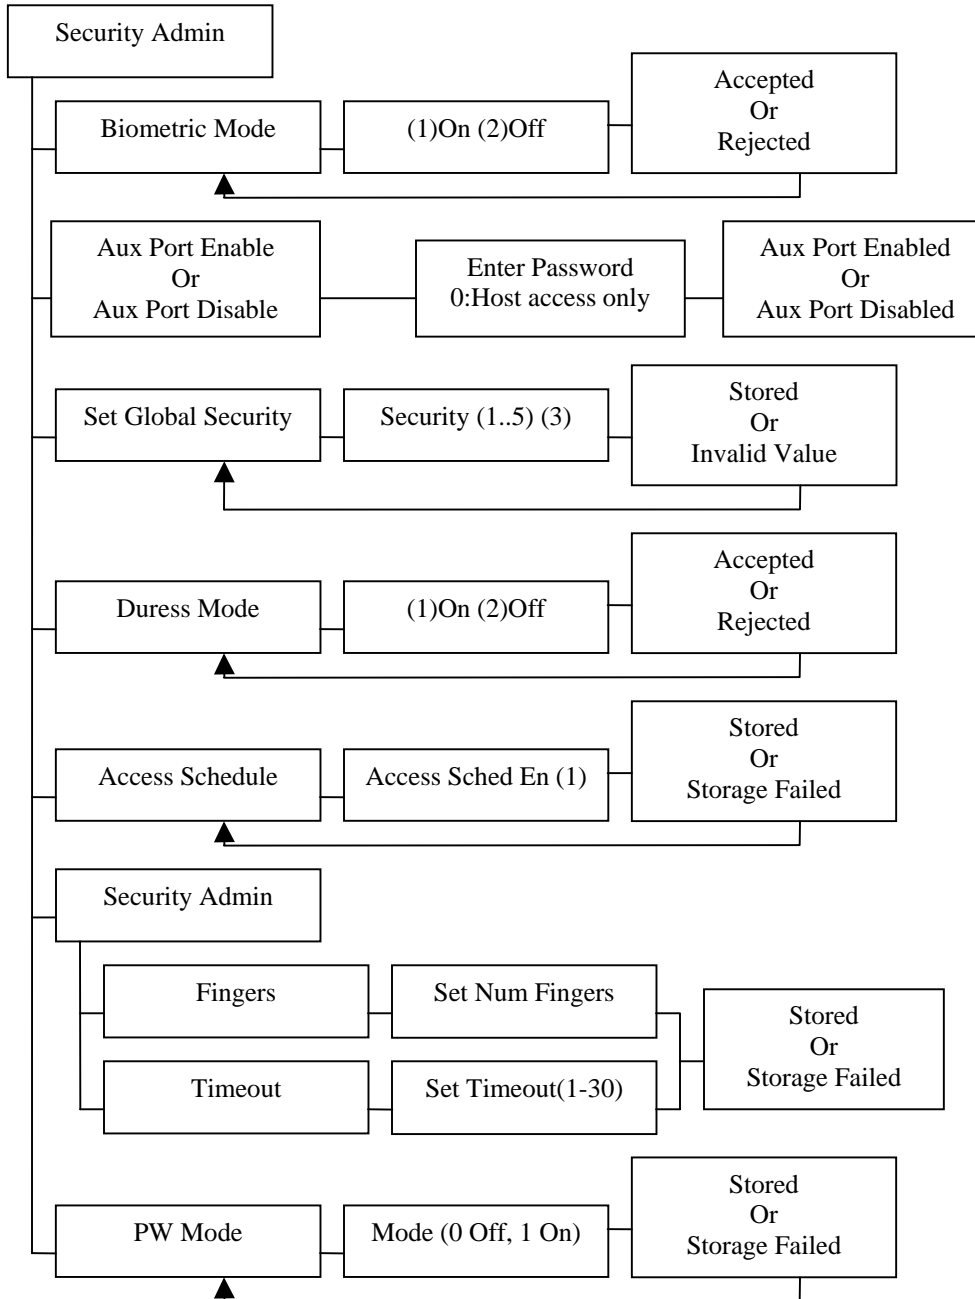 Security Admin
Biometric Mode
(1)On (2)Off
Accepted
Or
Rejected
Aux Port Enable
Or
Aux Port Disable
Enter Password
0:Host access only
Aux Port Enabled
Or
Aux Port Disabled
Set Global Security
Security (1..5) (3)
Stored
Or
Invalid Value
Duress Mode
(1)On (2)Off
Accepted
Or
Rejected
Access Schedule
Access Sched En (1)
Stored
Or
Storage Failed
Security Admin
Fingers
Set Num Fingers
Timeout
Set Timeout(1-30)
Stored
Or
Storage Failed
PW Mode
Mode (0 Off, 1 On)
Stored
Or
Storage Failed